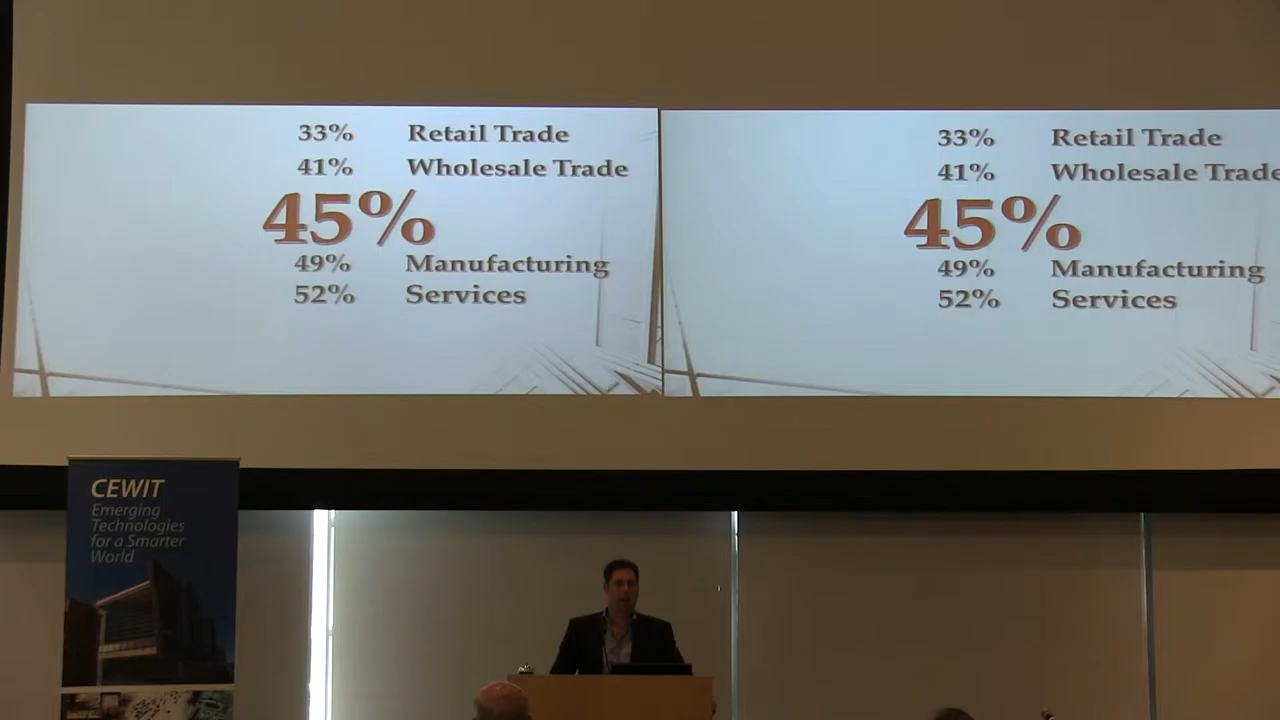 33% Retail Trade
41% Wholesale Trade
45%
49% Manufacturing
52% Services
33% Retail Trade
41% Wholesale Trade
45%
49% Manufacturing
52% Services
CEWIT
Emerging
Technologies
for a Smarter
World